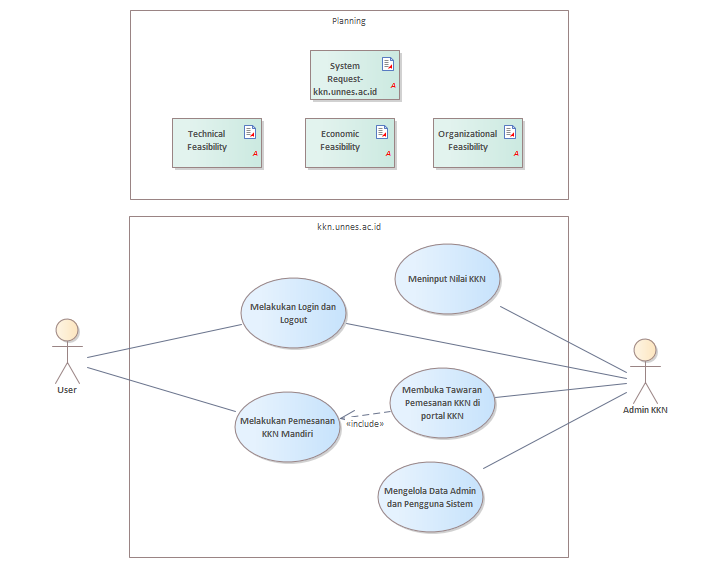 Planning
System
Request-
kkn.unnes.ac.id
A
Technical
Feasibility
A
Economic
Feasibility
A
Organizational
Feasibility
A
kkn.unnes.ac.id
Meninput Nilai KKN
Melakukan Login dan
Logout
User
Admin KKN
Membuka Tawaran
Pemesanan KKN di
portal KKN
Melakukan Pemesanan
KKN Mandiri
«include»
Mengelola Data Admin
dan Pengguna Sistem